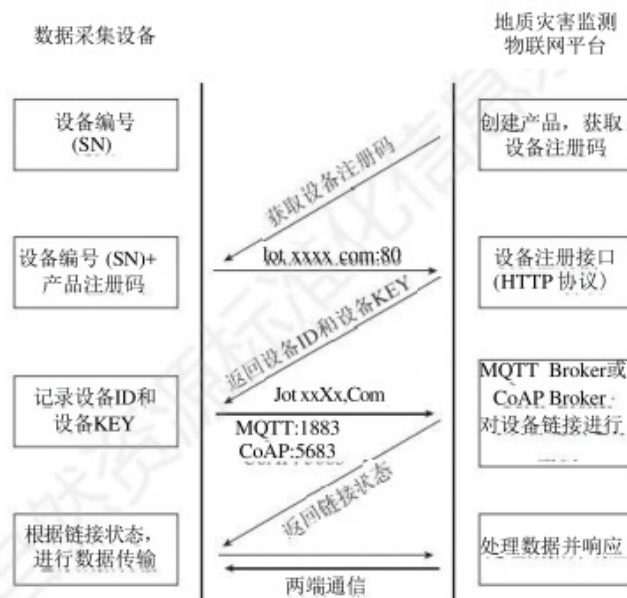 数据采集设备
地质灾害监测
物联网平台
设备编号
(SN)
创建产品，获取
设备注册码
获取设备注册码
设备编号 (SN)+
产品注册码
lot.xxxx com:80
设备注册接口
(HTTP 协议)
返回设备ID和设备KEY
记录设备ID和
设备KEY
Jot xxXx,Com
MQTT:1883
CoAP:5683
MQTT Broker或
CoAP Broker
对设备链接进行
返回链接状态
根据链接状态，
进行数据传输
处理数据并响应
两端通信